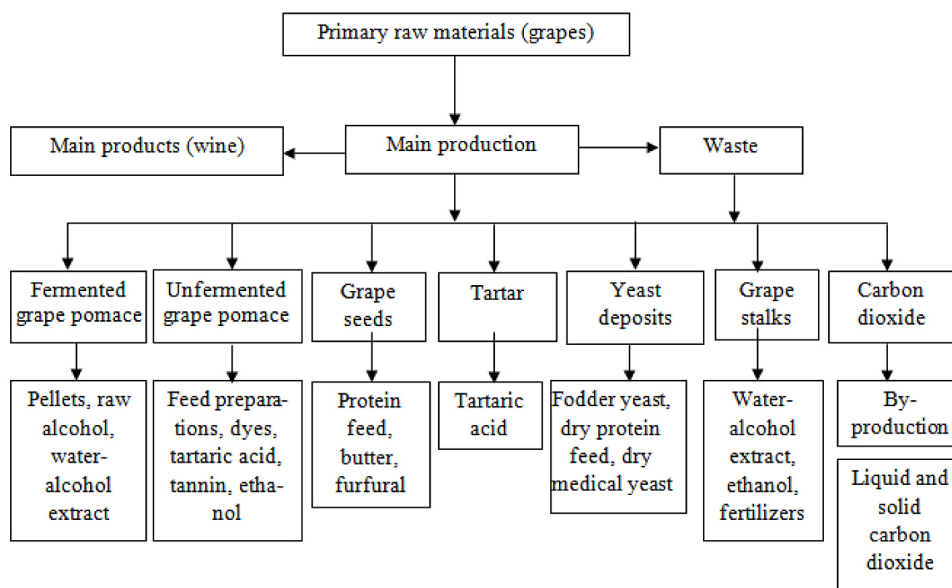 Primary raw materials (grapes)
Main products (wine)
Main production
Waste
Fermented
grape pomace
Unfermented
grape pomace
Grape
seeds
Tartar
Yeast
deposits
Grape
stalks
Carbon
dioxide
Pellets, raw
alcohol,
water-
alcohol
extract
Feed prepara-
tions, dyes,
tartaric acid,
tannin, etha-
nol
Protein
feed,
butter,
furfural
Tartaric
acid
Fodder yeast,
dry protein
feed, dry
medical yeast
Water-
alcohol
extract,
ethanol,
fertilizers
By-
production
Liquid and
solid
carbon
dioxide